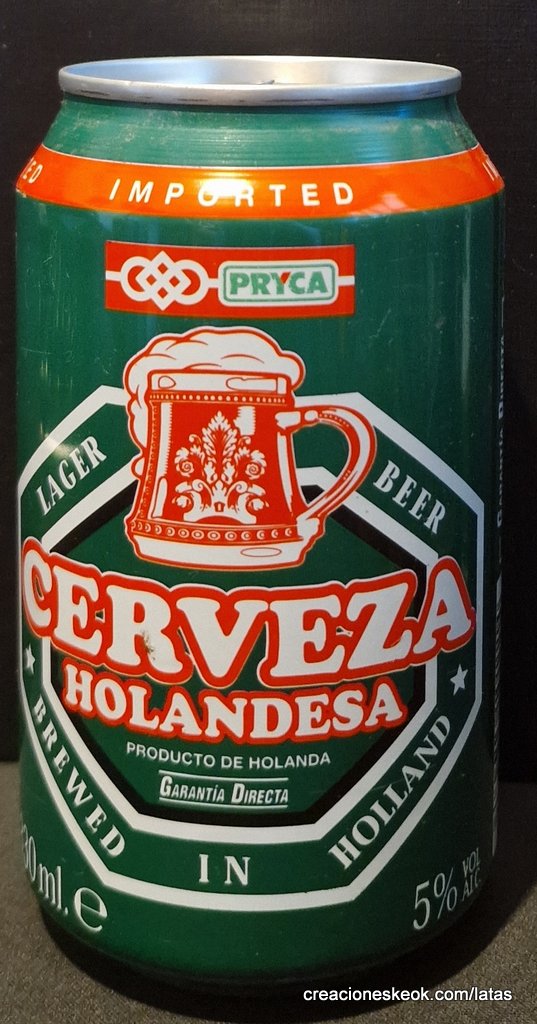 IMPORTED
PRYCA
LAGER BEER
CERVEZA
HOLANDESA
PRODUCTO DE HOLANDA
GARANTÍA DIRECTA
BREWED IN HOLLAND
ml. e
5% VOL
ALC.
creacioneskeok.com/latas